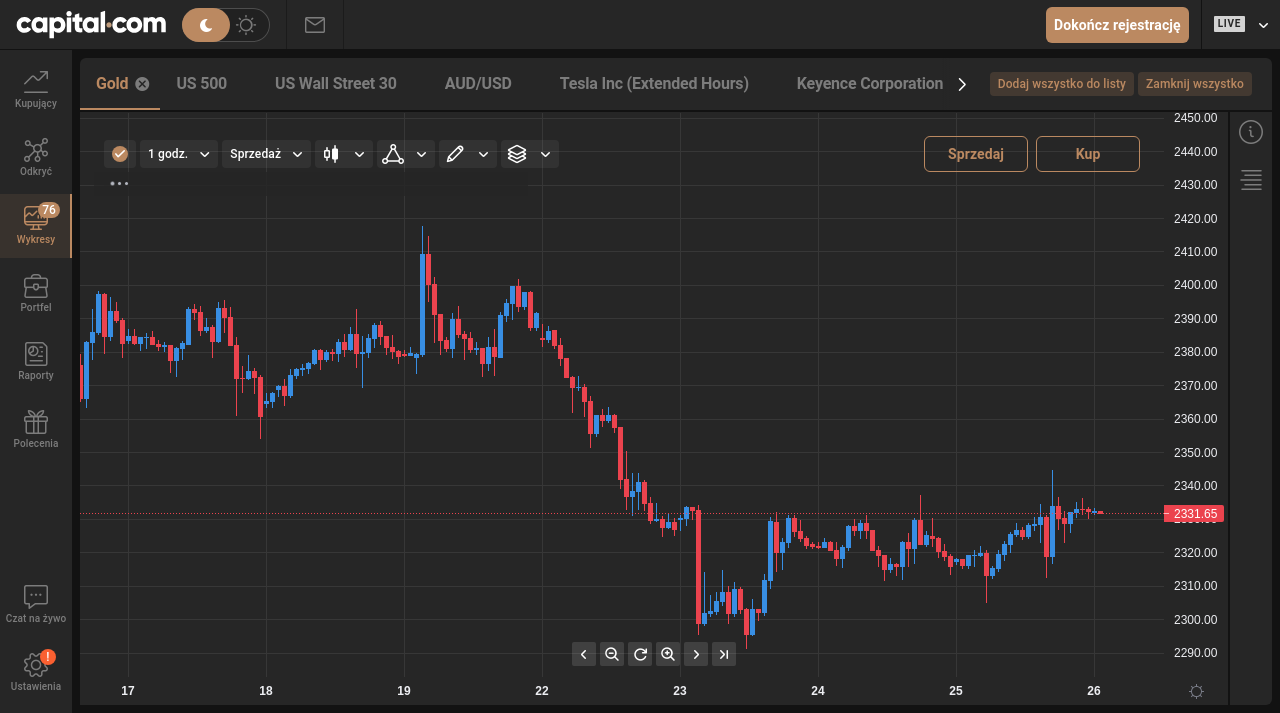 capital.com
Dokończ rejestrację
LIVE
Kupujący
Odkryć
76
Wykresy
Portfel
Raporty
Polecenia
Czat na żywo
!
Ustawienia
Gold US 500 US Wall Street 30 AUD/USD Tesla Inc (Extended Hours) Keyence Corporation Dodaj wszystko do listy Zamknij wszystko
1 godz. Sprzedaż
Sprzedaj Kup
2450.00
2440.00
2430.00
2420.00
2410.00
2400.00
2390.00
2380.00
2370.00
2360.00
2350.00
2340.00
2331.65
2320.00
2310.00
2300.00
2290.00
17 18 19 22 23 24 25 26